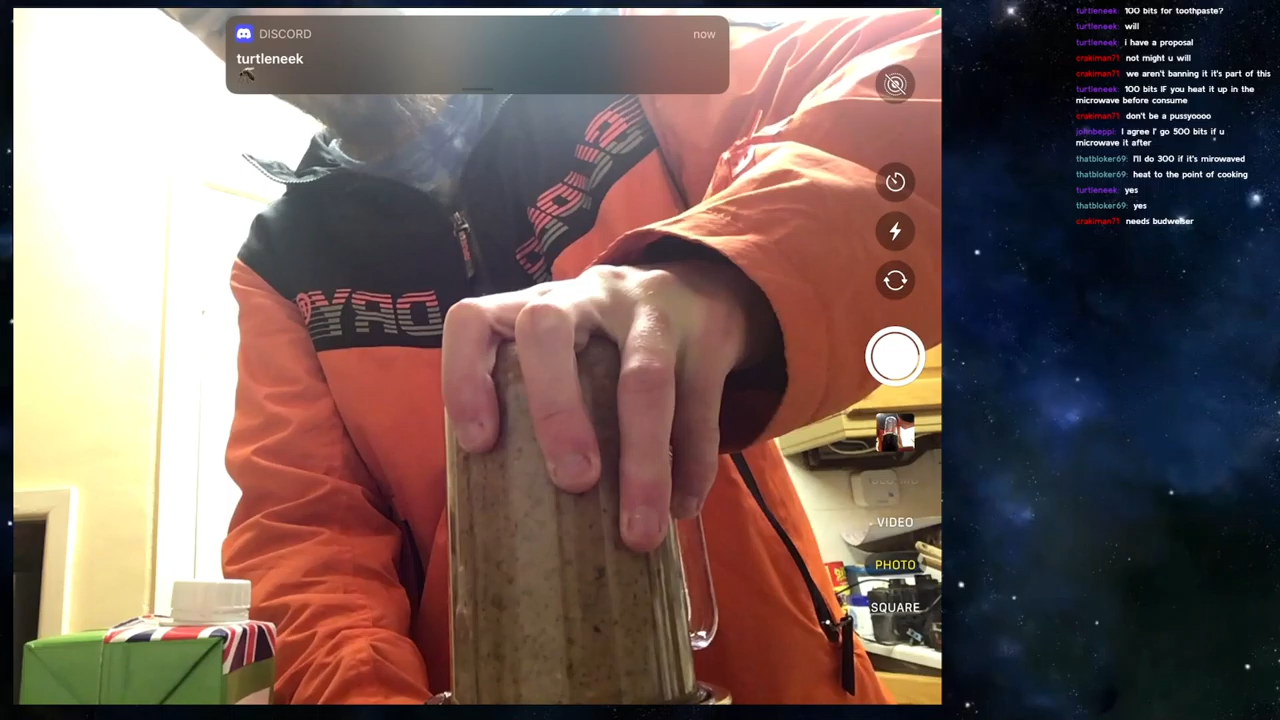 DISCORD
now
turtleneek
VIDEO
PHOTO
SQUARE
turtleneek: 100 bits for toothpaste?
turtleneek: will
turtleneek: i have a proposal
crakiman71: not might u will
crakiman71: we aren't banning it it's part of this
turtleneek: 100 bits IF you heat it up in the
microwave before consume
crakiman71: don't be a pussyoooo
johnbeppi: I agree I' go 500 bits if u
microwave it after
thatbloker69: I'll do 300 if it's mirowaved
thatbloker69: heat to the point of cooking
turtleneek: yes
thatbloker69: yes
crakiman71: needs budweiser